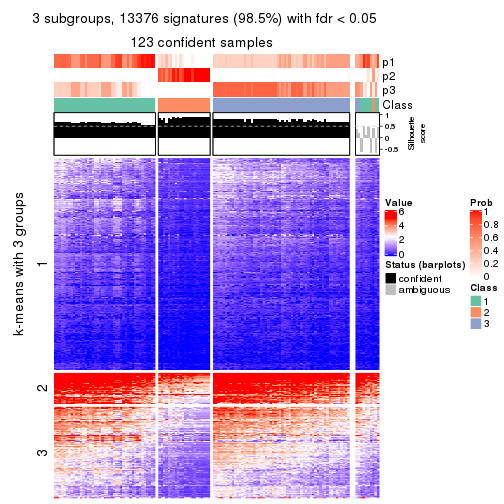 3 subgroups, 13376 signatures (98.5%) with fdr < 0.05
123 confident samples
p1
p2
p3
Class
1
0.5
0
-0.5
Silhouette
score
k-means with 3 groups
1
2
3
Value
6
4
2
0
Status (barplots)
confident
ambiguous
Prob
1
0.8
0.6
0.4
0.2
0
Class
1
2
3